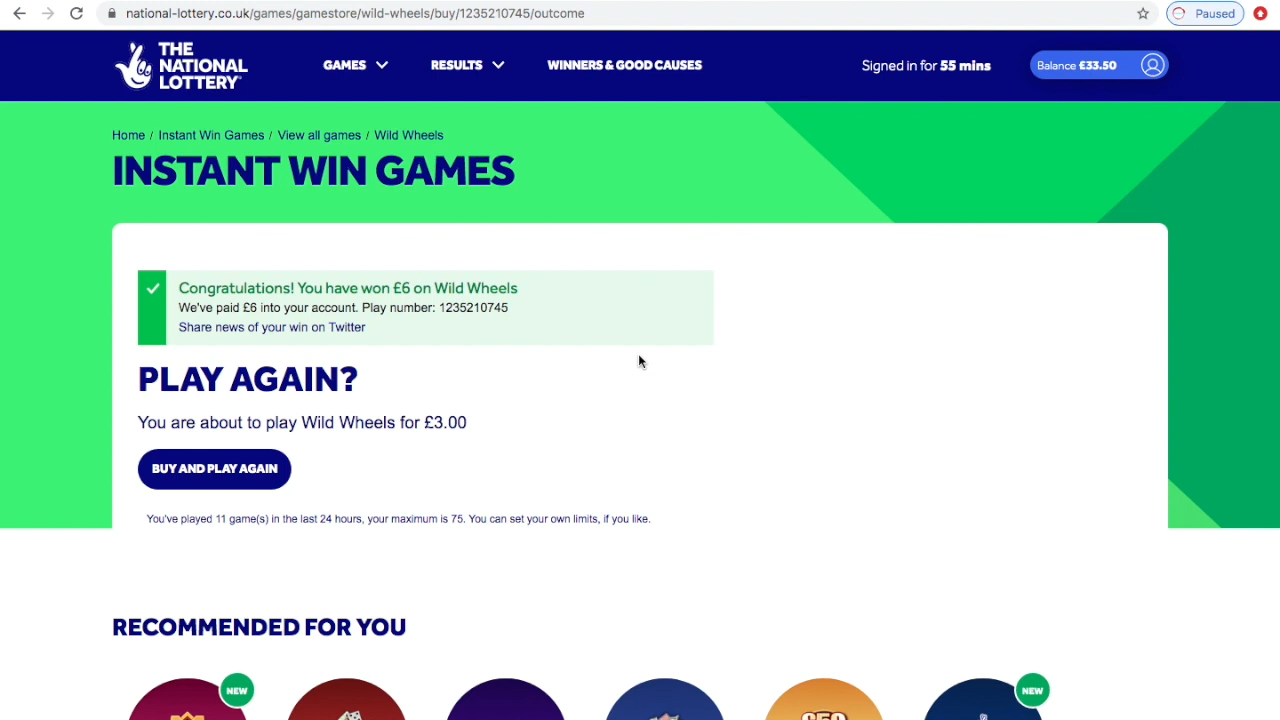 national-lottery.co.uk/games/gamestore/wild-wheels/buy/1235210745/outcome
Paused
THE
NATIONAL
LOTTERY
GAMES
RESULTS
WINNERS & GOOD CAUSES
Signed in for 55 mins
Balance £33.50
Home / Instant Win Games / View all games / Wild Wheels
INSTANT WIN GAMES
Congratulations! You have won £6 on Wild Wheels
We've paid £6 into your account. Play number: 1235210745
Share news of your win on Twitter
PLAY AGAIN?
You are about to play Wild Wheels for £3.00
BUY AND PLAY AGAIN
You've played 11 game(s) in the last 24 hours, your maximum is 75. You can set your own limits, if you like.
RECOMMENDED FOR YOU
NEW
NEW